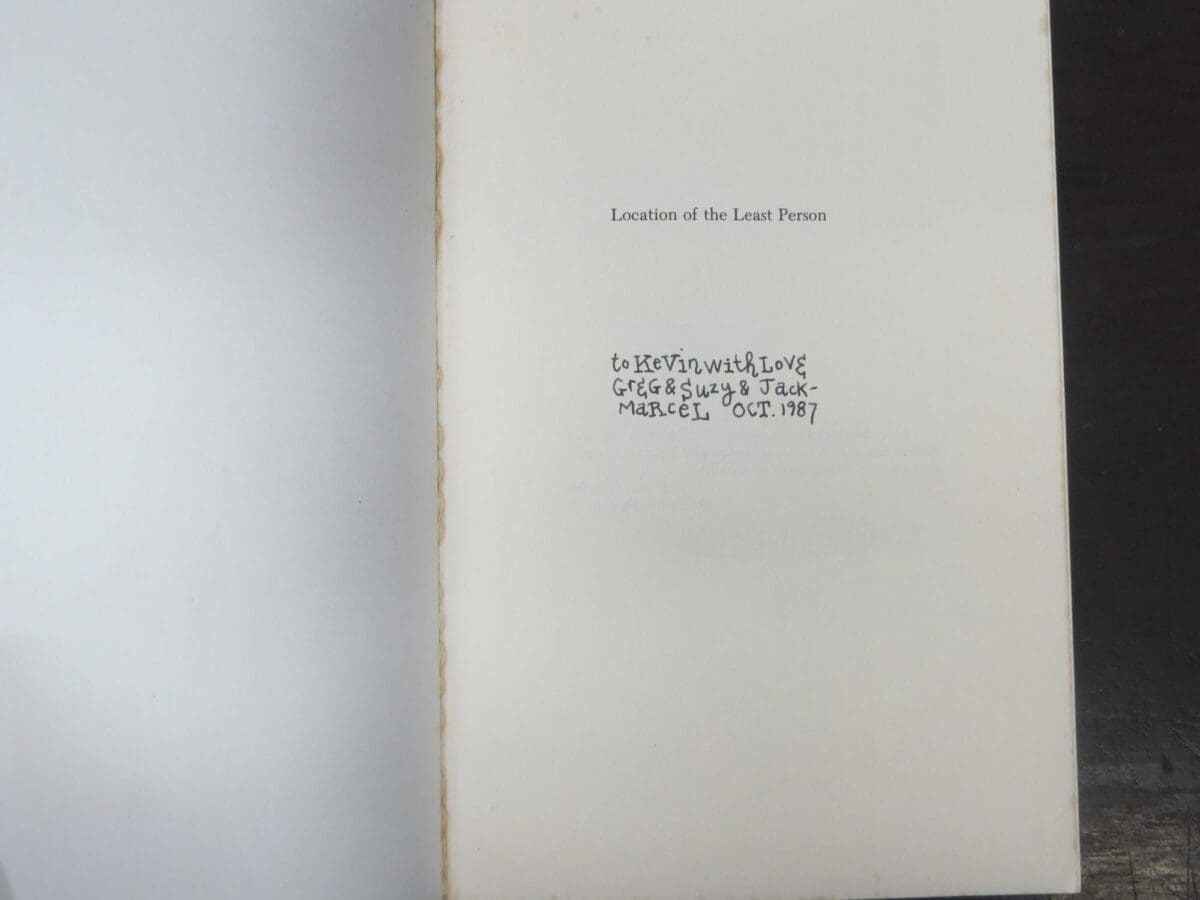 Location of the Least Person
to Kevin with Love
Greg & Suzy & Jack-
Marcel Oct. 1987